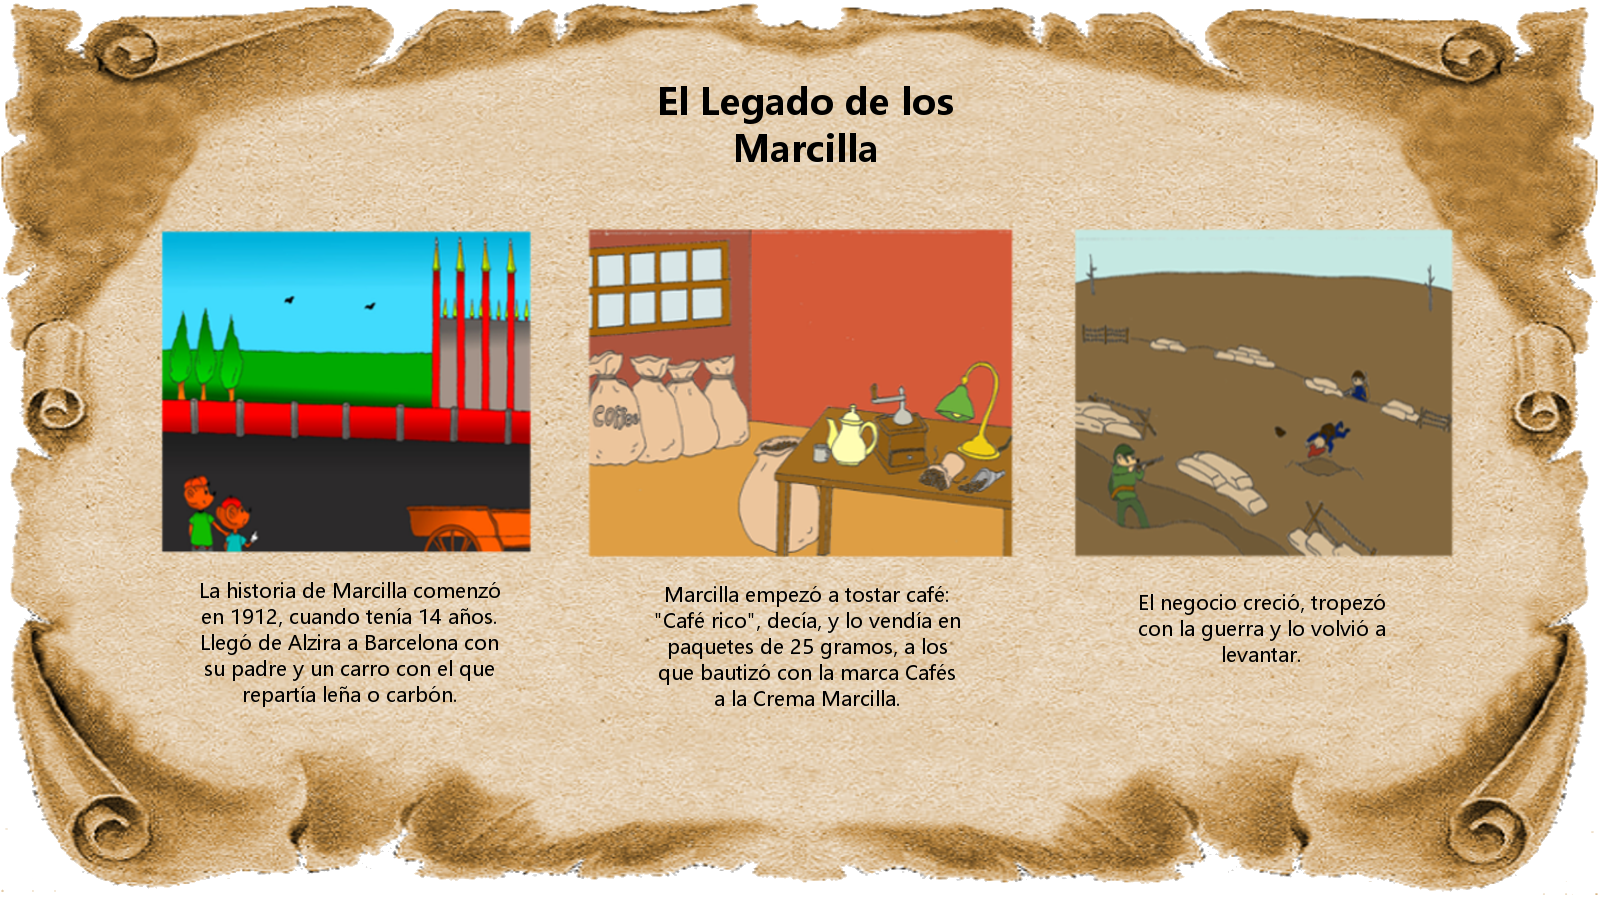 El Legado de los
Marcilla
coffee
La historia de Marcilla comenzó
en 1912, cuando tenía 14 años.
Llegó de Alzira a Barcelona con
su padre y un carro con el que
repartía leña o carbón.
Marcilla empezó a tostar café:
"Café rico", decía, y lo vendía en
paquetes de 25 gramos, a los
que bautizó con la marca Cafés
a la Crema Marcilla.
El negocio creció, tropezó
con la guerra y lo volvió a
levantar.